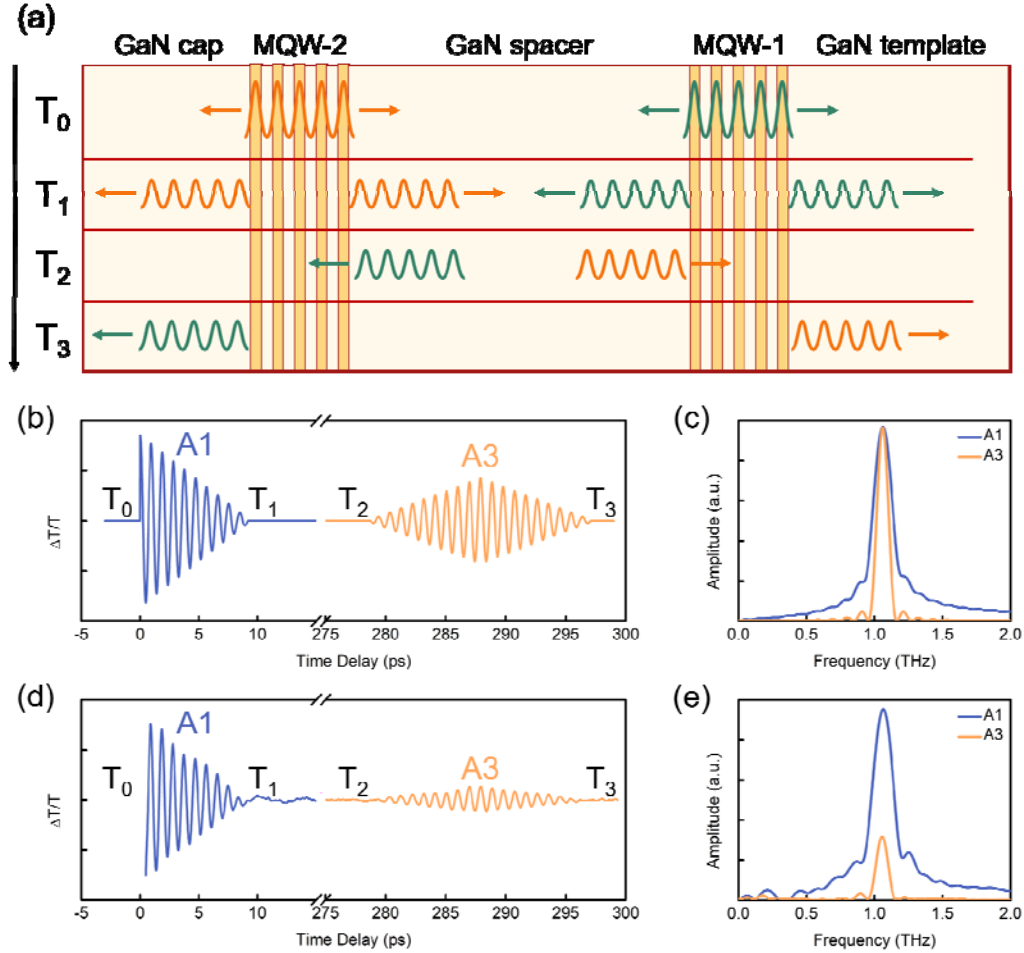 (a)
GaN cap MQW-2 GaN spacer MQW-1 GaN template
T0
T1
T2
T3
(b)
A1 A3
T0 T1 T2 T3
ΔT/T
-5 0 5 10 275 280 285 290 295 300
Time Delay (ps)
(c)
A1
A3
Amplitude (a.u.)
0.0 0.5 1.0 1.5 2.0
Frequency (THz)
(d)
A1 A3
T0 T1 T2 T3
ΔT/T
-5 0 5 10 275 280 285 290 295 300
Time Delay (ps)
(e)
A1
A3
Amplitude (a.u.)
0.0 0.5 1.0 1.5 2.0
Frequency (THz)